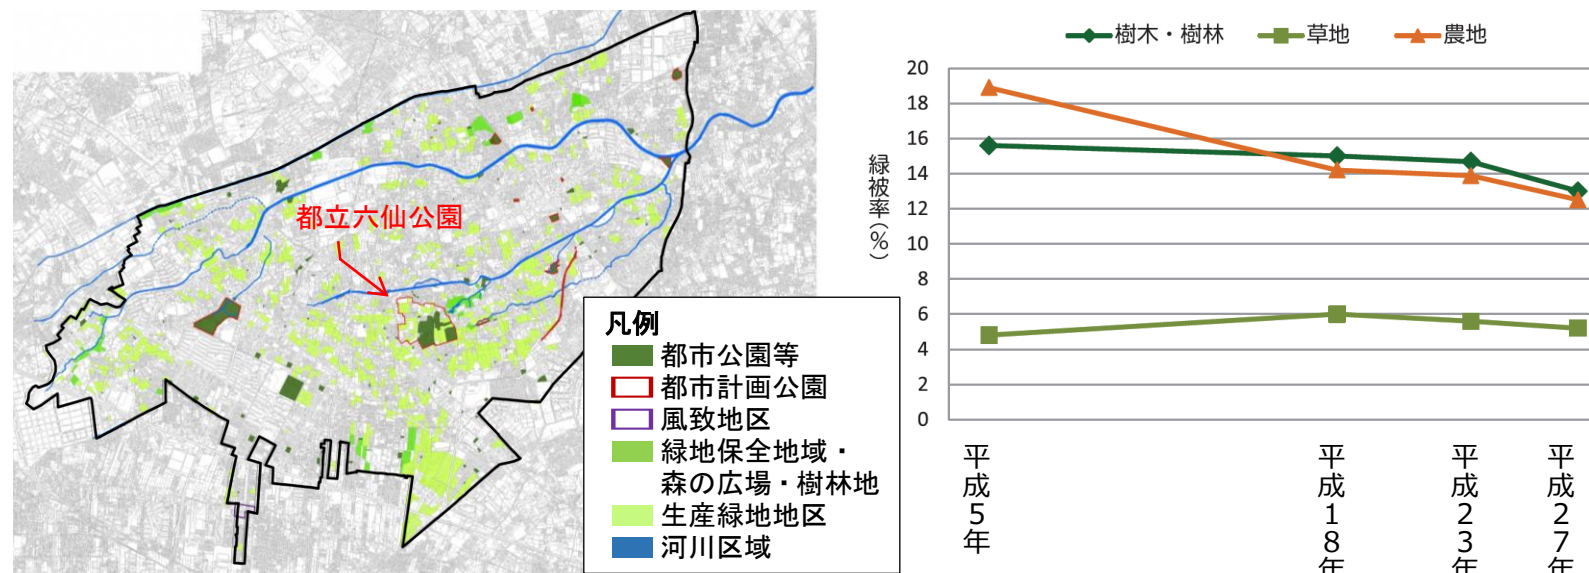 都立六仙公園
凡例
都市公園等
都市計画公園
風致地区
緑地保全地域・
森の広場・樹林地
生産緑地地区
河川区域
樹木・樹林
草地
農地
緑被率(%)
20
18
16
14
12
10
8
6
4
2
0
平成5年
平成18年
平成23年
平成27年